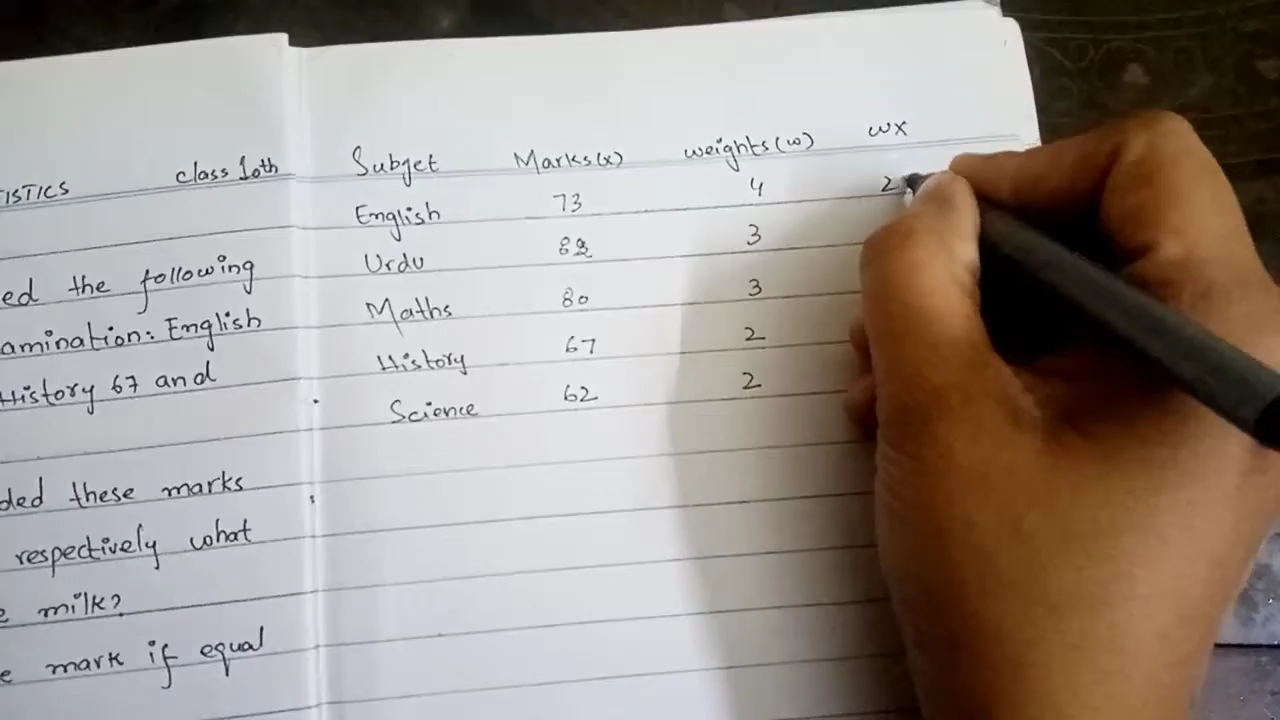 ISTICS class 10th
ed the following
amination: English
History 67 and
ded these marks
respectively what
e milk?
e mark if equal
Subjet Marks(x) weights(w) wx
English 73 4 2
Urdu 82 3
Maths 80 3
History 67 2
Science 62 2